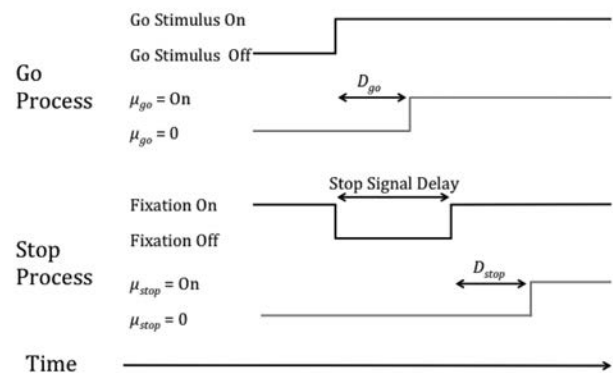 Go Stimulus On
Go Stimulus Off
Go
Process
D_go
μ_go = On
μ_go = 0
Stop Signal Delay
Fixation On
Fixation Off
Stop
Process
D_stop
μ_stop = On
μ_stop = 0
Time